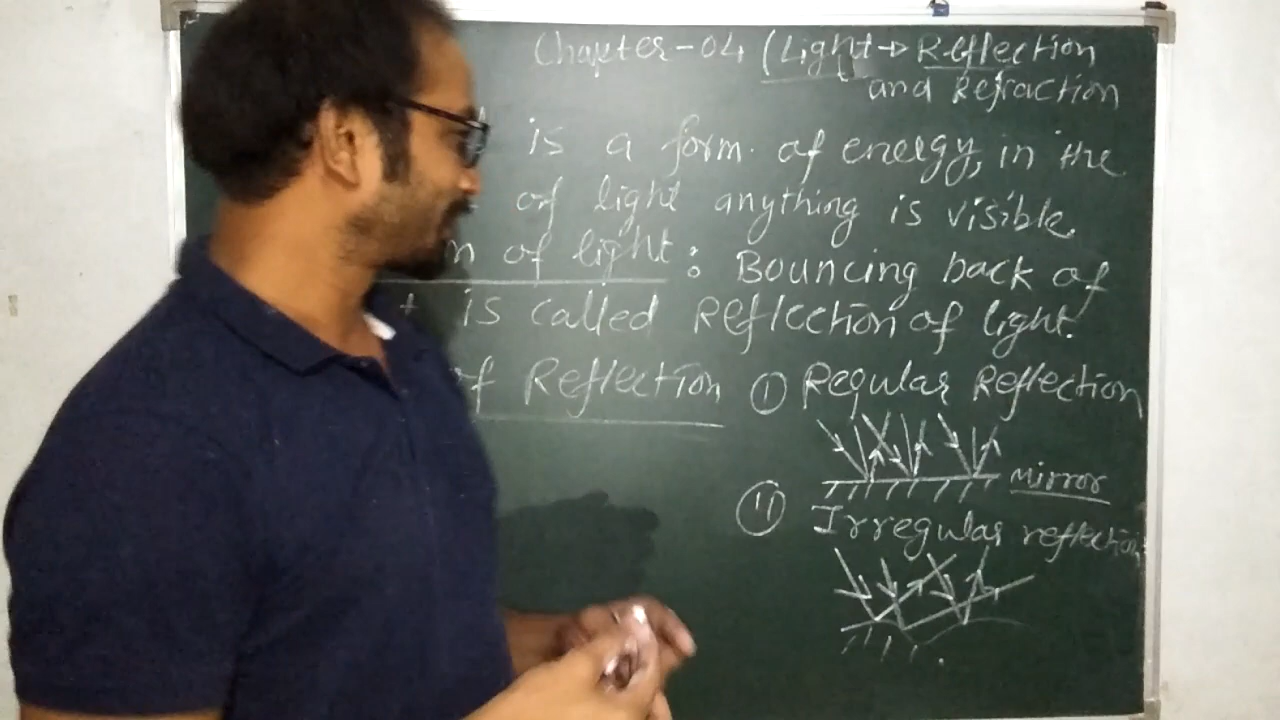 Chapter-04 (Light → Reflection
and Refraction
is a form of energy, in the
of light anything is visible.
of light: Bouncing back of
is called Reflection of light.
of Reflection ① Regular Reflection
Mirror
⑪ Irregular reflection